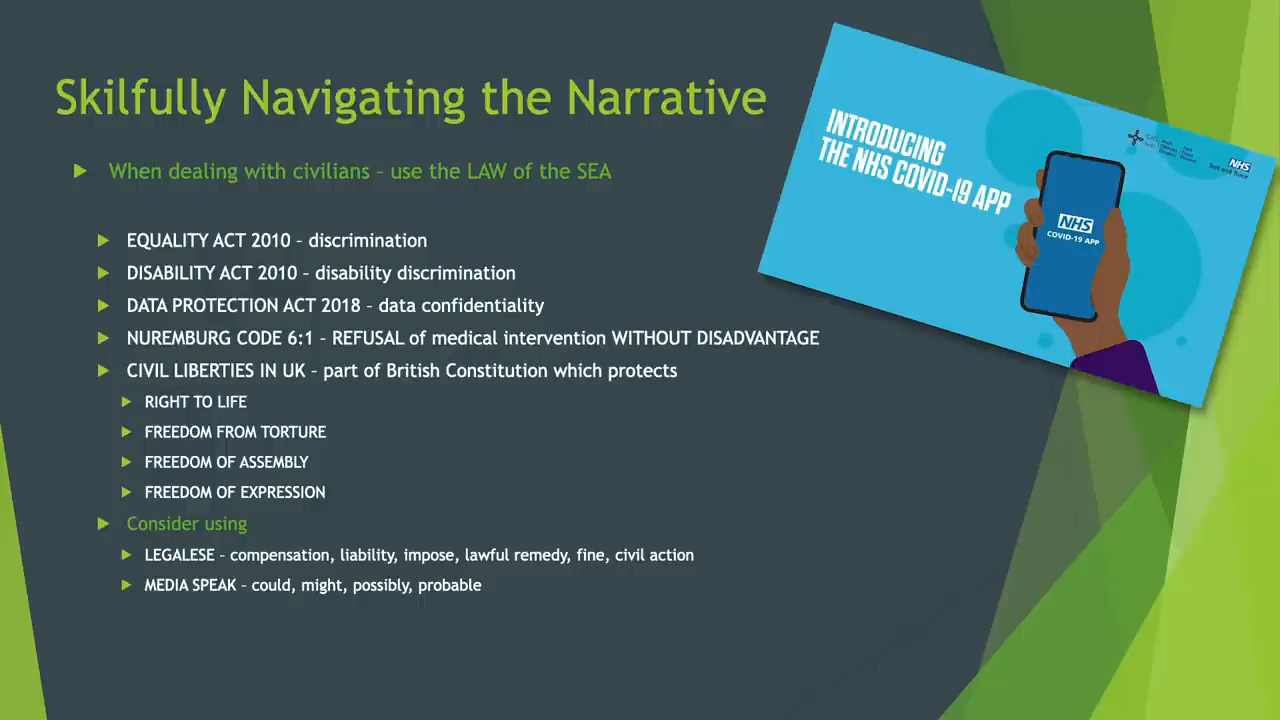 Skilfully Navigating the Narrative
When dealing with civilians – use the LAW of the SEA
EQUALITY ACT 2010 – discrimination
DISABILITY ACT 2010 – disability discrimination
DATA PROTECTION ACT 2018 – data confidentiality
NUREMBURG CODE 6:1 – REFUSAL of medical intervention WITHOUT DISADVANTAGE
CIVIL LIBERTIES IN UK – part of British Constitution which protects
RIGHT TO LIFE
FREEDOM FROM TORTURE
FREEDOM OF ASSEMBLY
FREEDOM OF EXPRESSION
Consider using
LEGALESE – compensation, liability, impose, lawful remedy, fine, civil action
MEDIA SPEAK – could, might, possibly, probable
INTRODUCING
THE NHS COVID-19 APP
NHS
Test and Trace
NHS
COVID-19 APP